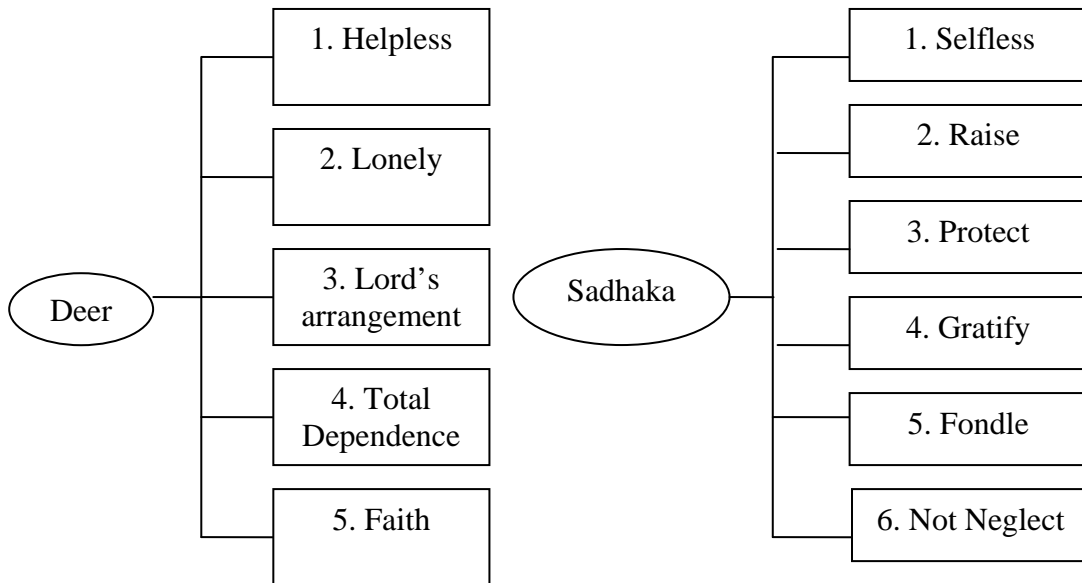 Deer
1. Helpless
2. Lonely
3. Lord’s
arrangement
4. Total
Dependence
5. Faith
Sadhaka
1. Selfless
2. Raise
3. Protect
4. Gratify
5. Fondle
6. Not Neglect